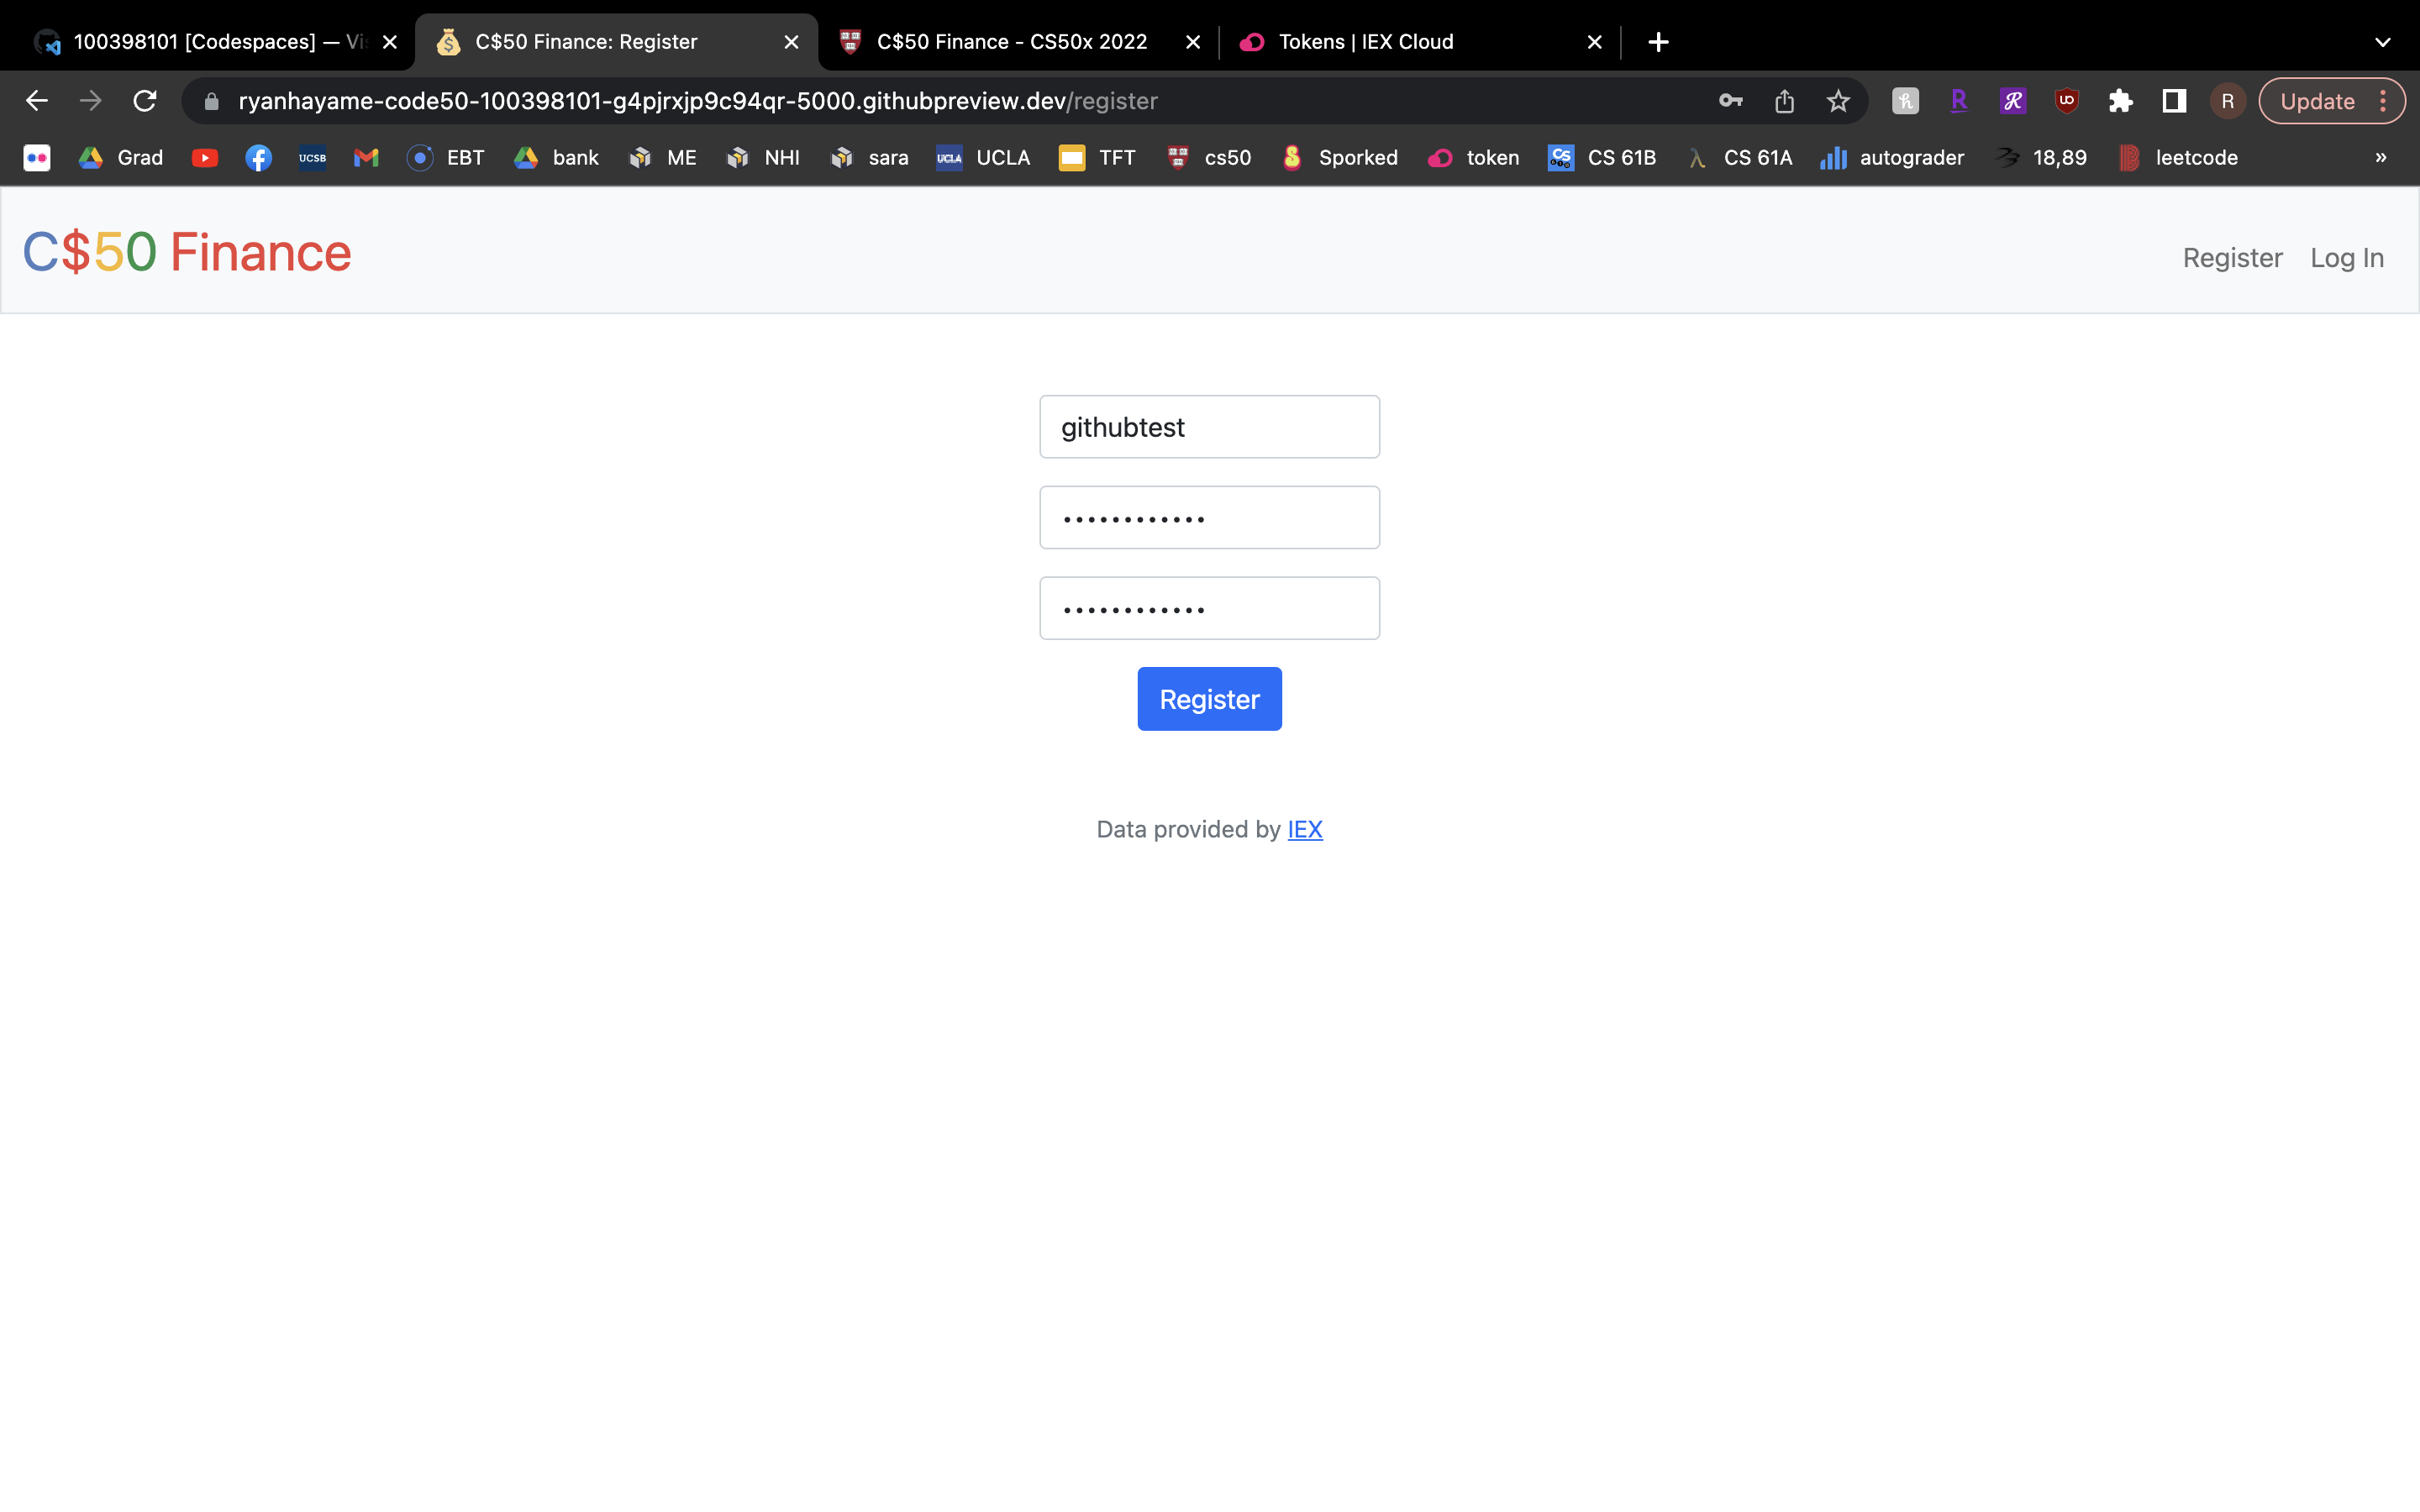 100398101 [Codespaces] — Vis
C$50 Finance: Register
C$50 Finance - CS50x 2022
Tokens | IEX Cloud
ryanhayame-code50-100398101-g4pjrxjp9c94qr-5000.githubpreview.dev/register
R
Update
Grad
UCSB
EBT
bank
ME
NHI
sara
UCLA
UCLA
TFT
cs50
Sporked
token
CS 61B
CS 61A
autograder
18,89
leetcode
»
C$50 Finance
Register
Log In
githubtest
••••••••••••
••••••••••••
Register
Data provided by IEX